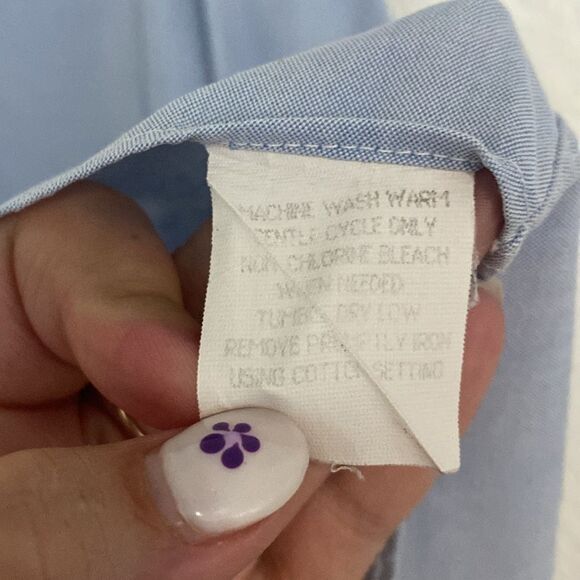 MACHINE WASH WARM
GENTLE CYCLE ONLY
NON CHLORINE BLEACH
WHEN NEEDED
TUMBLE DRY LOW
REMOVE PROMPTLY IRON
USING COTTON SETTING